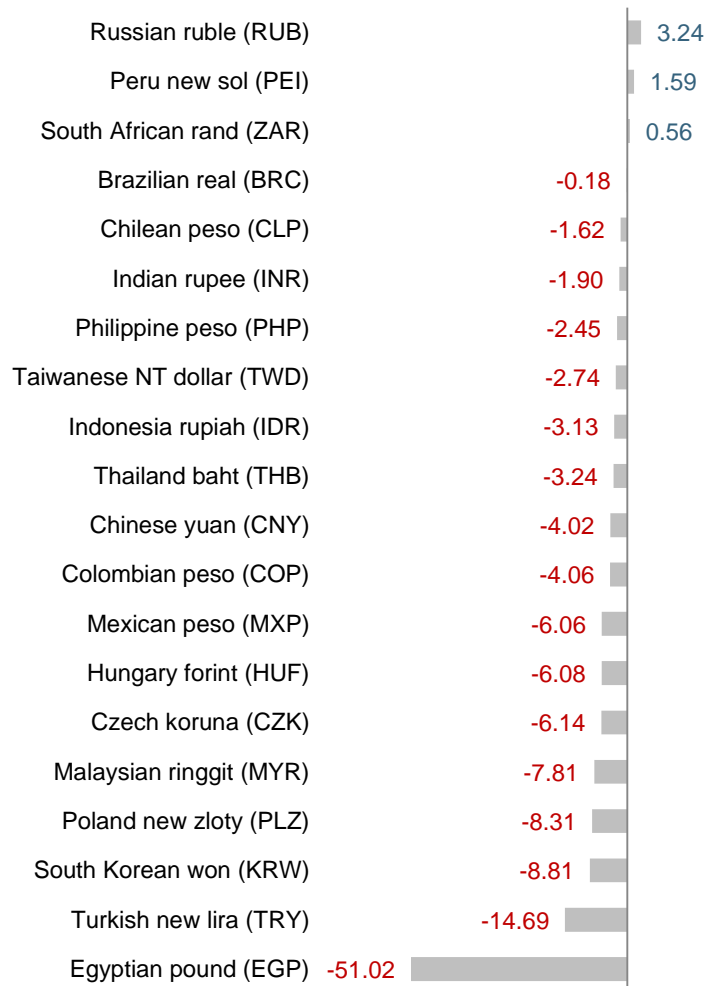 Russian ruble (RUB) 3.24
Peru new sol (PEI) 1.59
South African rand (ZAR) 0.56
Brazilian real (BRC) -0.18
Chilean peso (CLP) -1.62
Indian rupee (INR) -1.90
Philippine peso (PHP) -2.45
Taiwanese NT dollar (TWD) -2.74
Indonesia rupiah (IDR) -3.13
Thailand baht (THB) -3.24
Chinese yuan (CNY) -4.02
Colombian peso (COP) -4.06
Mexican peso (MXP) -6.06
Hungary forint (HUF) -6.08
Czech koruna (CZK) -6.14
Malaysian ringgit (MYR) -7.81
Poland new zloty (PLZ) -8.31
South Korean won (KRW) -8.81
Turkish new lira (TRY) -14.69
Egyptian pound (EGP) -51.02